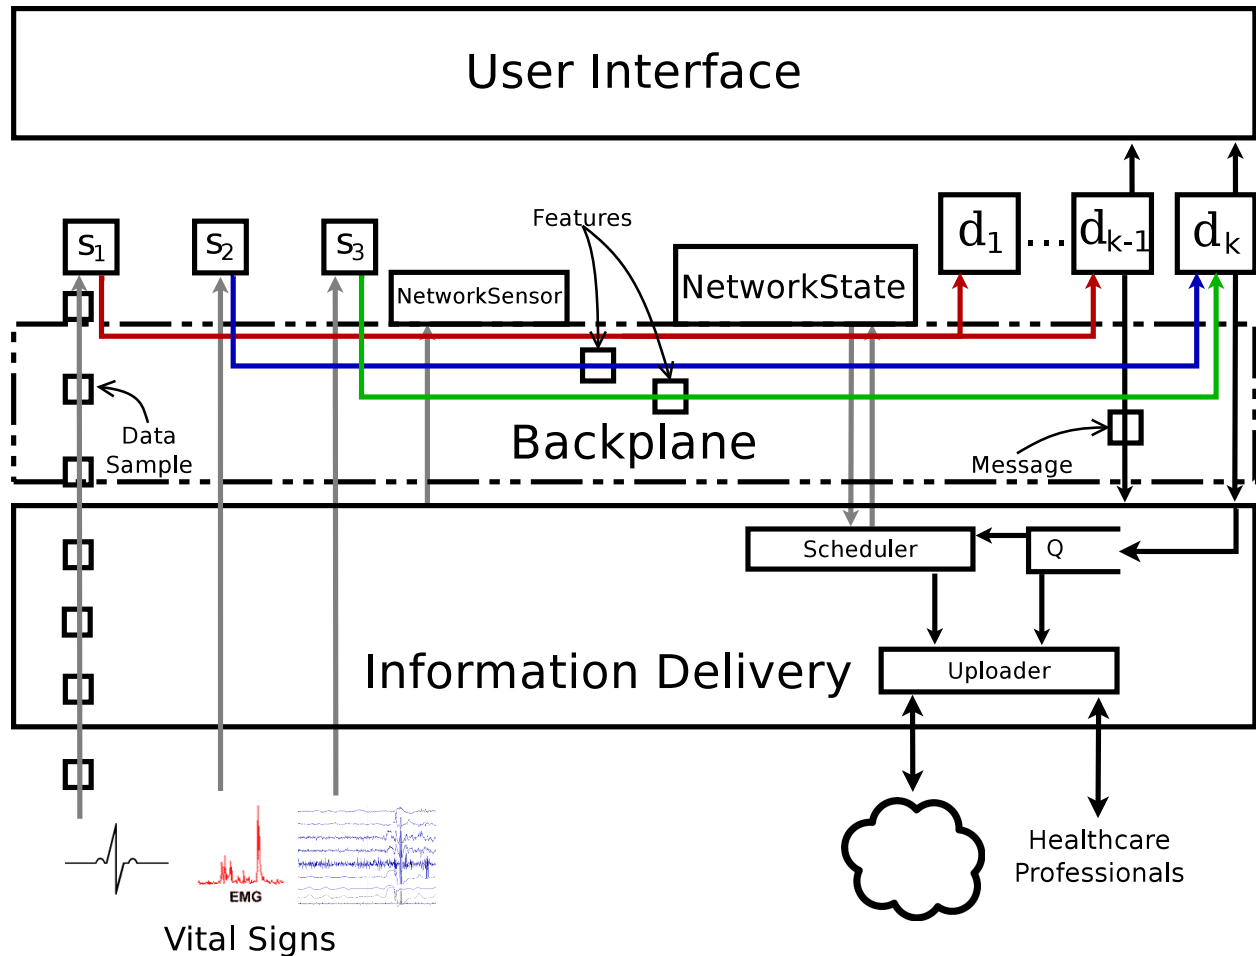 User Interface
s1
s2
s3
Features
d1
...
dk-1
dk
NetworkSensor
NetworkState
Data
Sample
Backplane
Message
Scheduler
Q
Information Delivery
Uploader
EMG
Healthcare
Professionals
Vital Signs